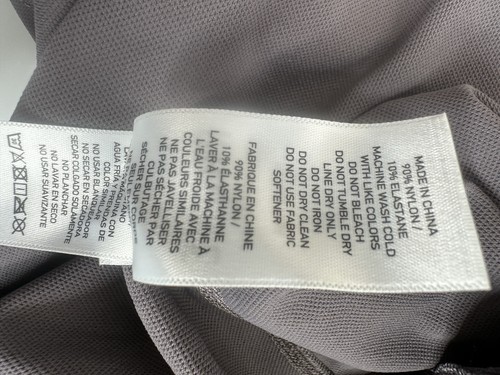 MADE IN CHINA
90% NYLON /
10% ELASTANE
MACHINE WASH COLD
WITH LIKE COLORS
DO NOT BLEACH
DO NOT TUMBLE DRY
LINE DRY ONLY
DO NOT IRON
DO NOT DRY CLEAN
DO NOT USE FABRIC
SOFTENER
FABRIQUE EN CHINE
90% NYLON /
10% ÉLASTHANNE
LAVER À LA MACHINE À
L'EAU FROIDE AVEC
COULEURS SIMILAIRES
NE PAS JAVELLISER
NE PAS SÉCHER PAR
CULBUTAGE
SÉCHER SUR CORDE
AGUA FRÍA Y
COLOR
NO USAR
NO SECAR EN SECADORA
SECAR COLGADO SOLAMENTE
NO PLANCHAR
NO LAVAR EN SECO
NO USAR SUAVIZANTE